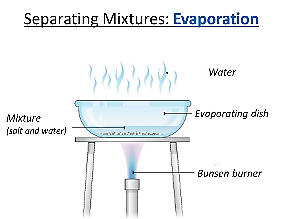 Separating Mixtures: Evaporation
Water
Evaporating dish
Mixture
(salt and water)
Bunsen burner